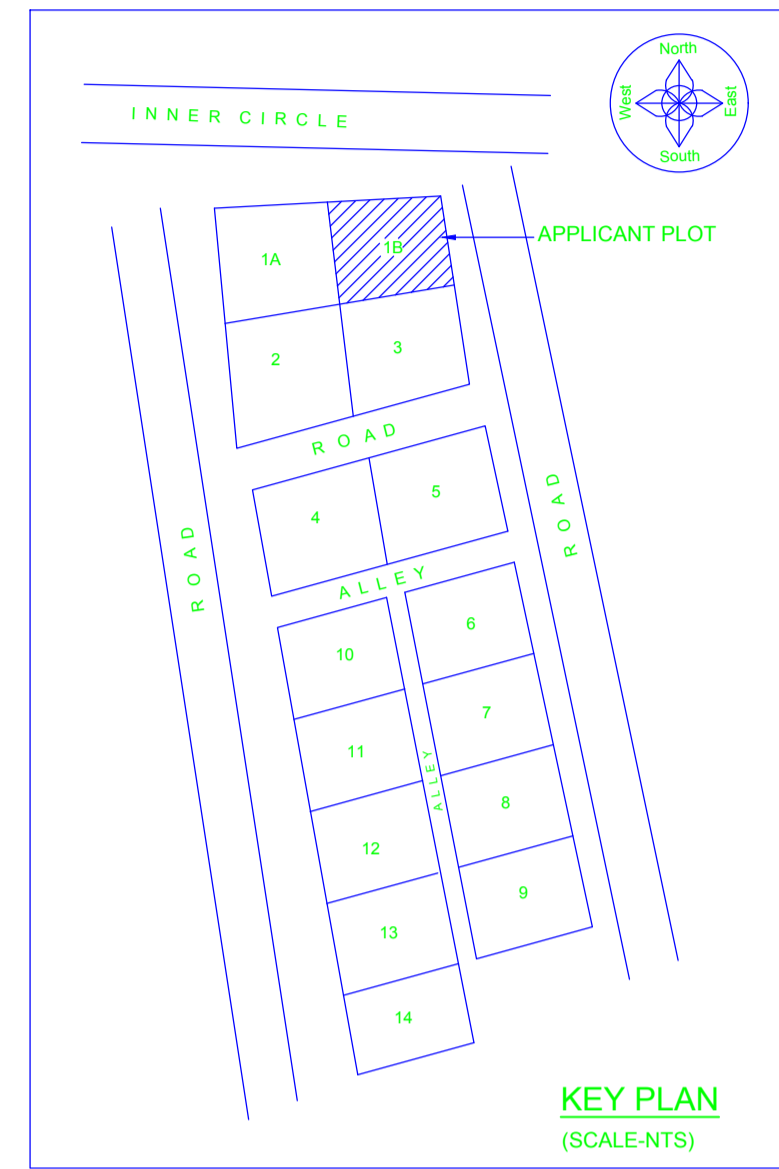 North
West
East
South
INNER CIRCLE
APPLICANT PLOT
1A
1B
2
3
ROAD
4
5
ROAD
ROAD
ALLEY
10
6
11
7
ALLEY
12
8
13
9
14
KEY PLAN
(SCALE-NTS)